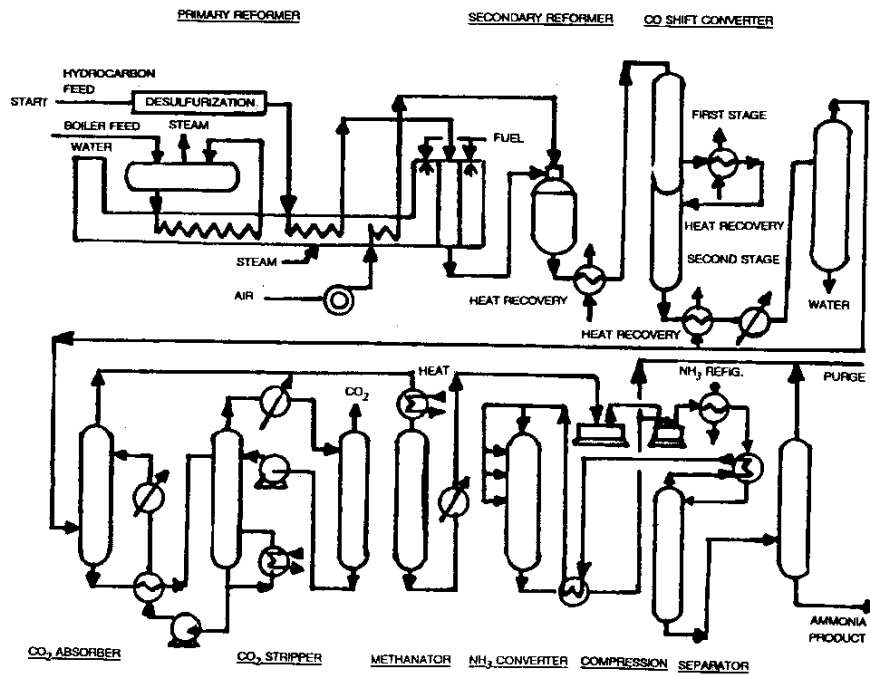 PRIMARY REFORMER
SECONDARY REFORMER
CO SHIFT CONVERTER
HYDROCARBON
FEED
START
DESULFURIZATION
BOILER FEED
STEAM
WATER
FUEL
FIRST STAGE
HEAT RECOVERY
SECOND STAGE
STEAM
AIR
HEAT RECOVERY
HEAT RECOVERY
WATER
HEAT
CO₂
NH₃ REFIG.
PURGE
AMMONIA
PRODUCT
CO₂ ABSORBER
CO₂ STRIPPER
METHANATOR
NH₃ CONVERTER
COMPRESSION
SEPARATOR